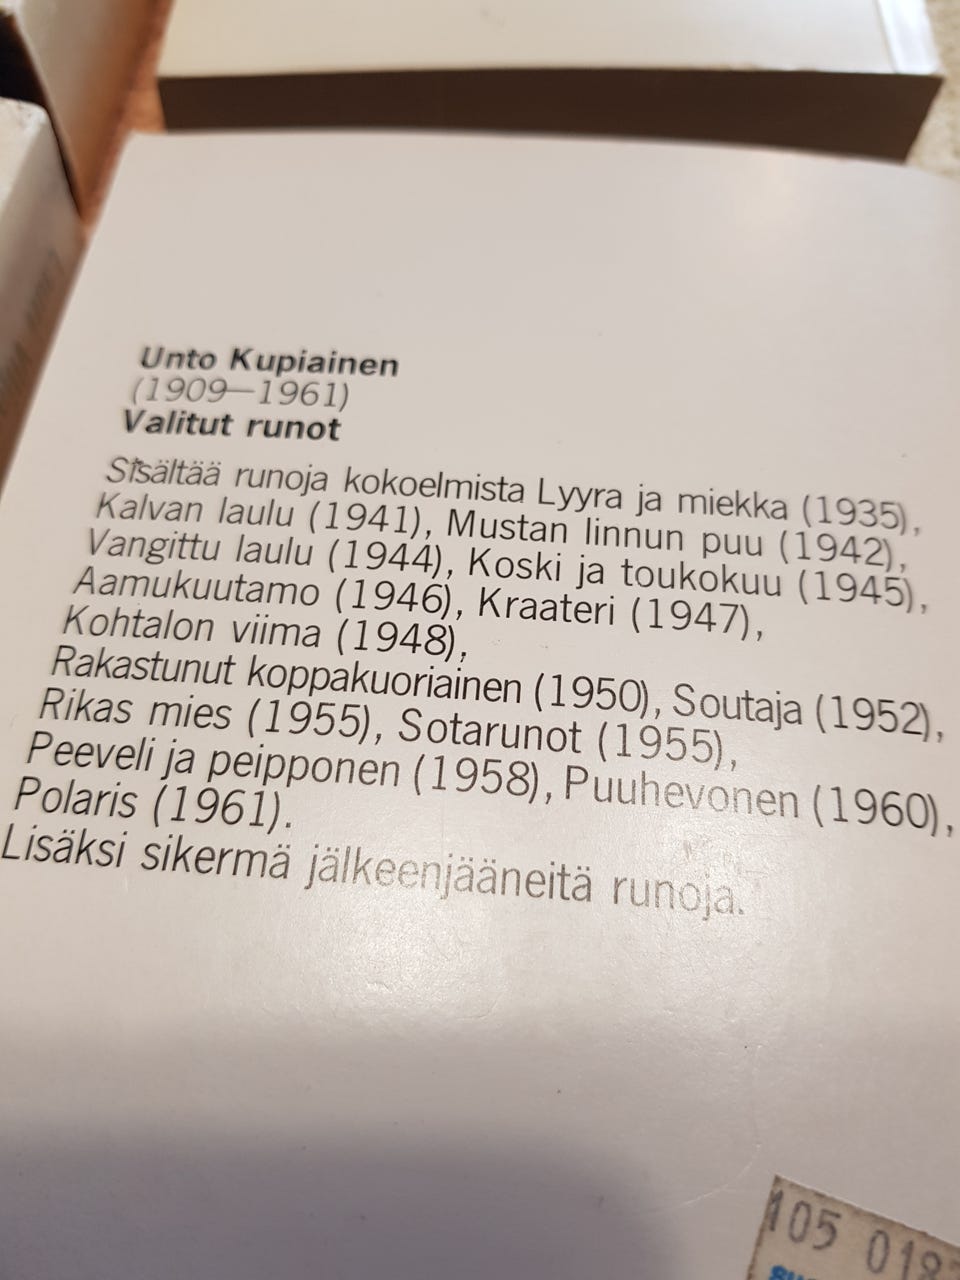 Unto Kupiainen
(1909—1961)
Valitut runot
Sisältää runoja kokoelmista Lyyra ja miekka (1935),
Kalvan laulu (1941), Mustan linnun puu (1942),
Vangittu laulu (1944), Koski ja toukokuu (1945),
Aamukuutamo (1946), Kraateri (1947),
Kohtalon viima (1948),
Rakastunut koppakuoriainen (1950), Soutaja (1952),
Rikas mies (1955), Sotarunot (1955),
Peeveli ja peipponen (1958), Puuhevonen (1960),
Polaris (1961).
Lisäksi sikermä jälkeenjääneitä runoja.
105